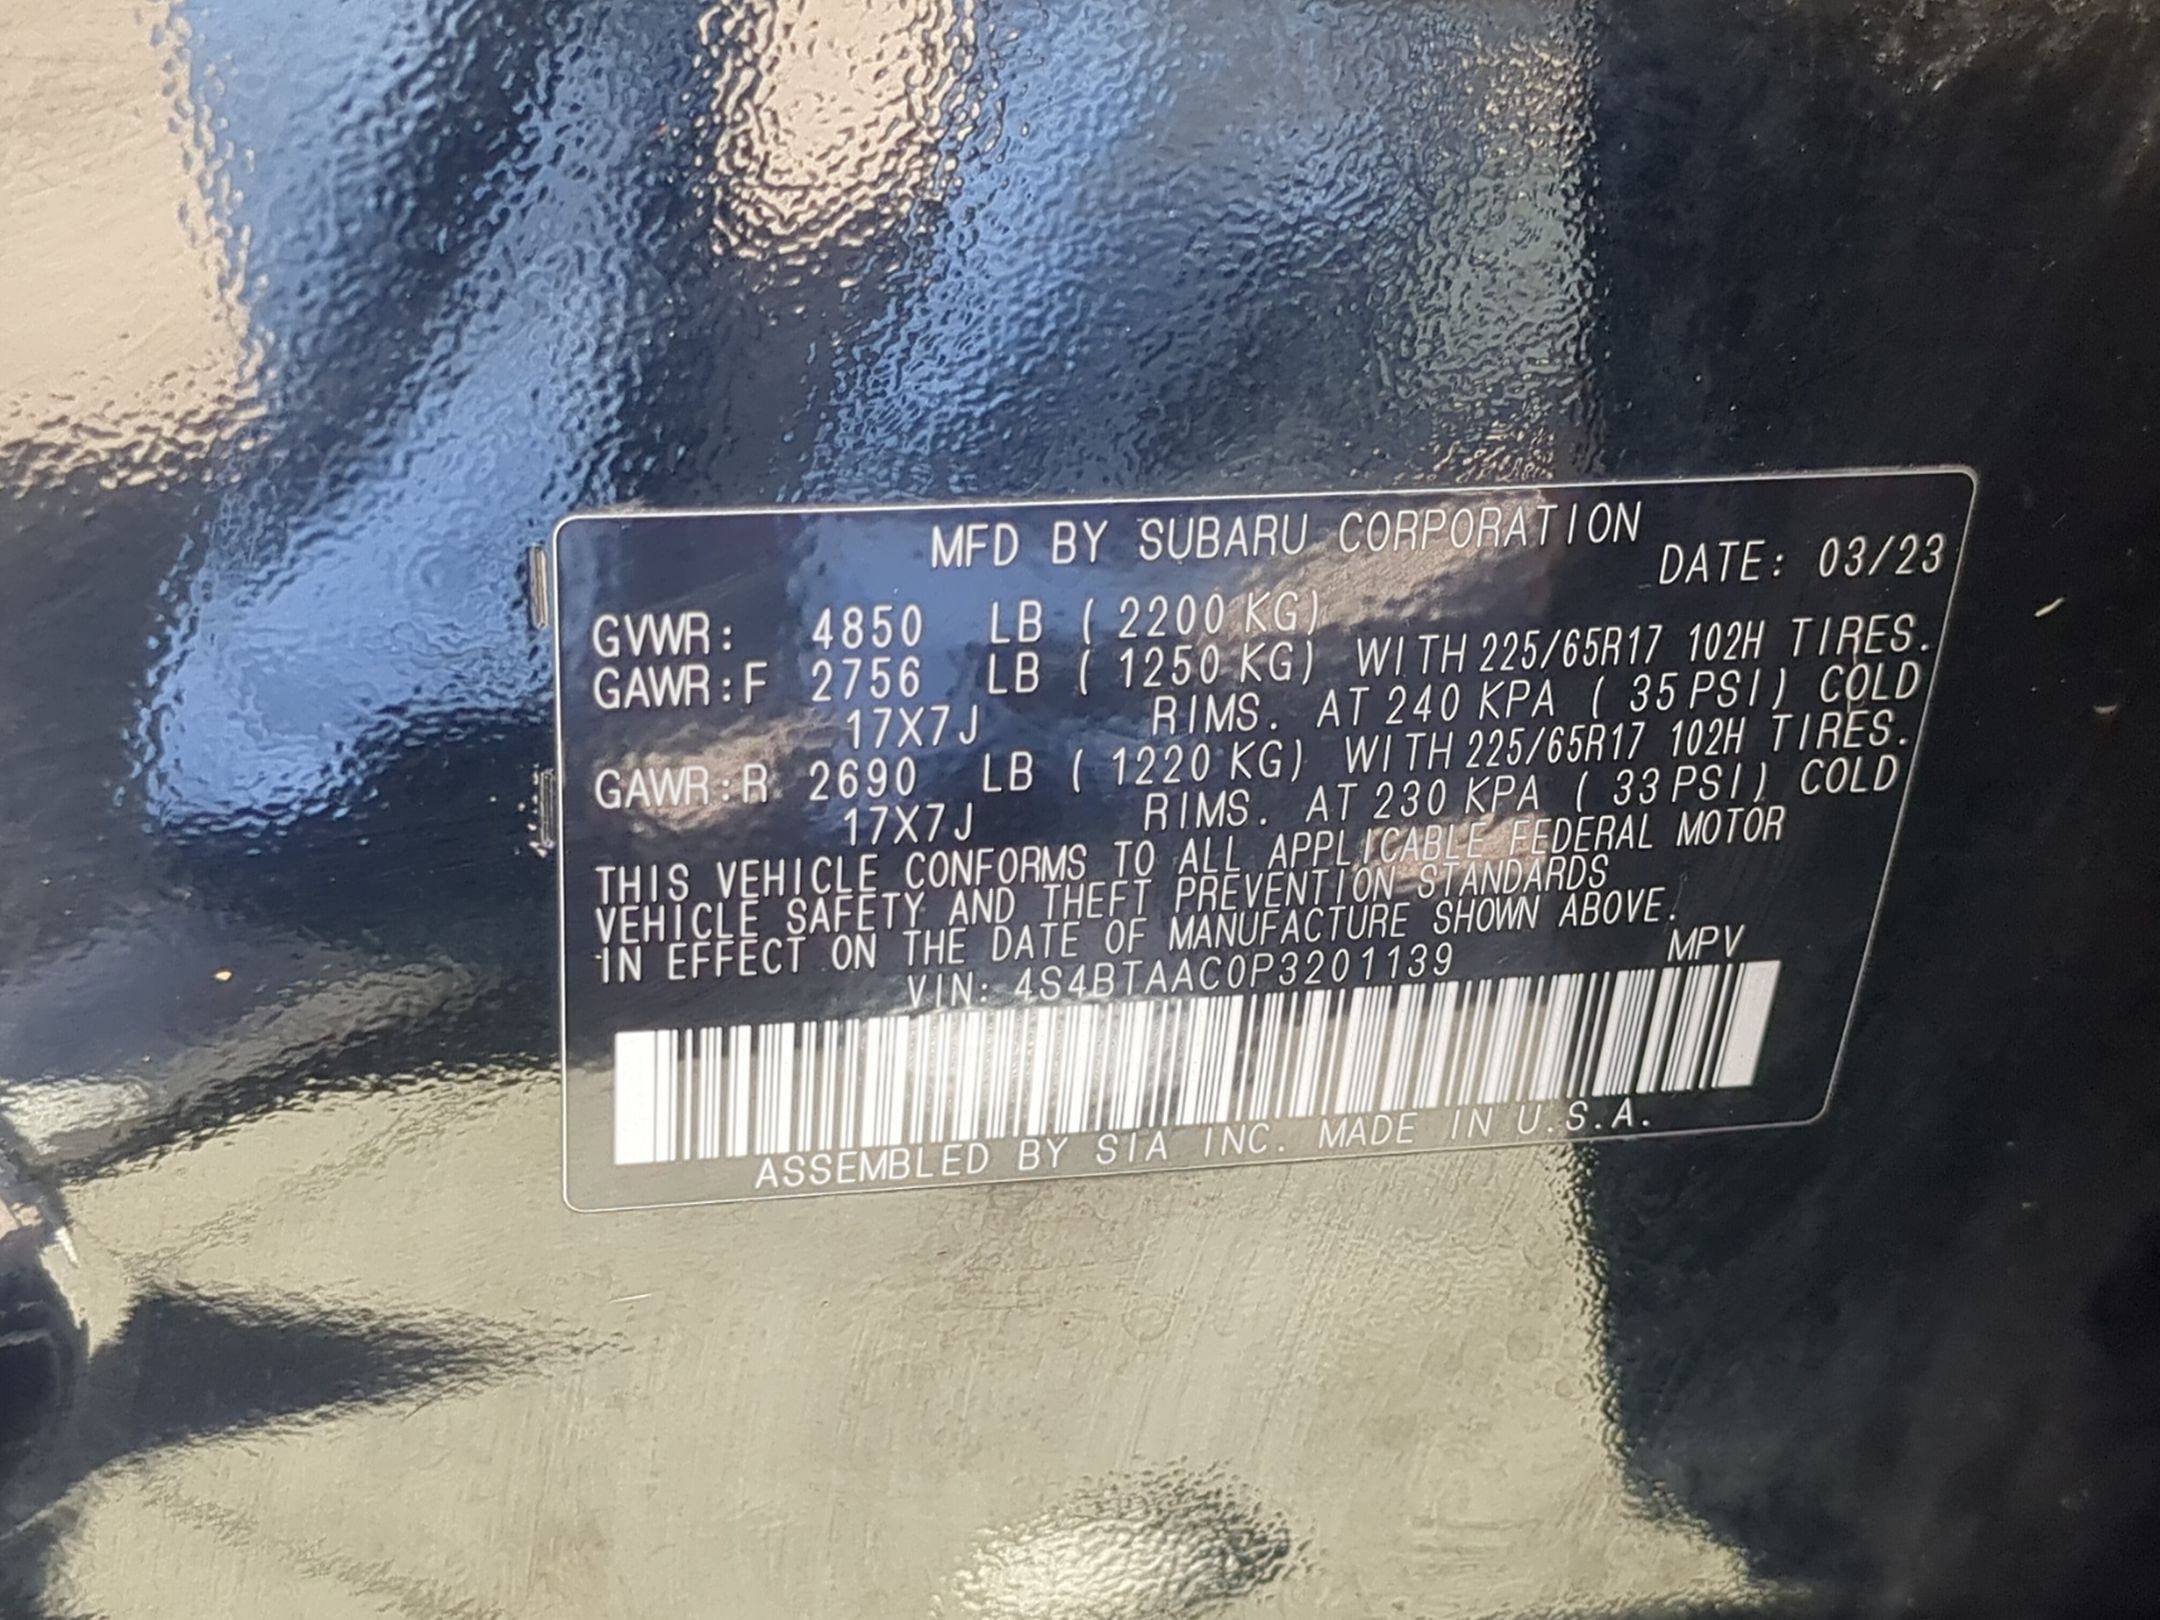 MFD BY SUBARU CORPORATION
DATE: 03/23
GVWR: 4850 LB ( 2200 KG)
GAWR:F 2756 LB ( 1250 KG) WITH 225/65R17 102H TIRES.
17X7J RIMS. AT 240 KPA ( 35 PSI) COLD
GAWR:R 2690 LB ( 1220 KG) WITH 225/65R17 102H TIRES.
17X7J RIMS. AT 230 KPA ( 33 PSI) COLD
THIS VEHICLE CONFORMS TO ALL APPLICABLE FEDERAL MOTOR
VEHICLE SAFETY AND THEFT PREVENTION STANDARDS
IN EFFECT ON THE DATE OF MANUFACTURE SHOWN ABOVE.
VIN: 4S4BTAAC0P3201139 MPV
ASSEMBLED BY SIA INC. MADE IN U.S.A.